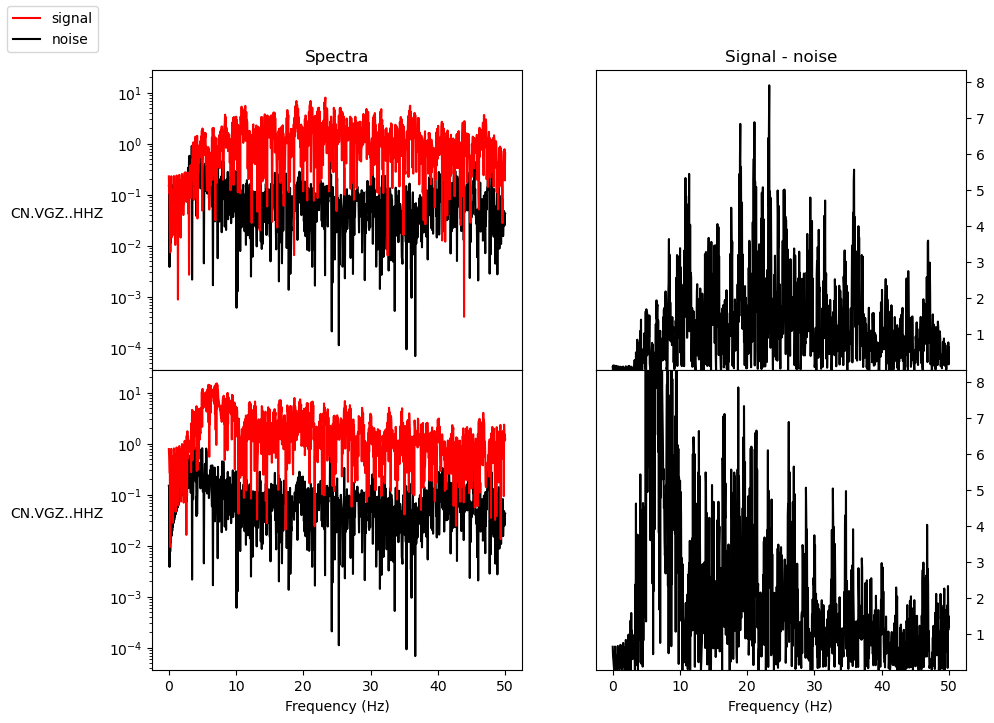 signal
noise
Spectra
Signal - noise
CN.VGZ..HHZ
10¹
10⁰
10⁻¹
10⁻²
10⁻³
10⁻⁴
8
7
6
5
4
3
2
1
CN.VGZ..HHZ
10¹
10⁰
10⁻¹
10⁻²
10⁻³
10⁻⁴
8
7
6
5
4
3
2
1
0 10 20 30 40 50
0 10 20 30 40 50
Frequency (Hz)
Frequency (Hz)